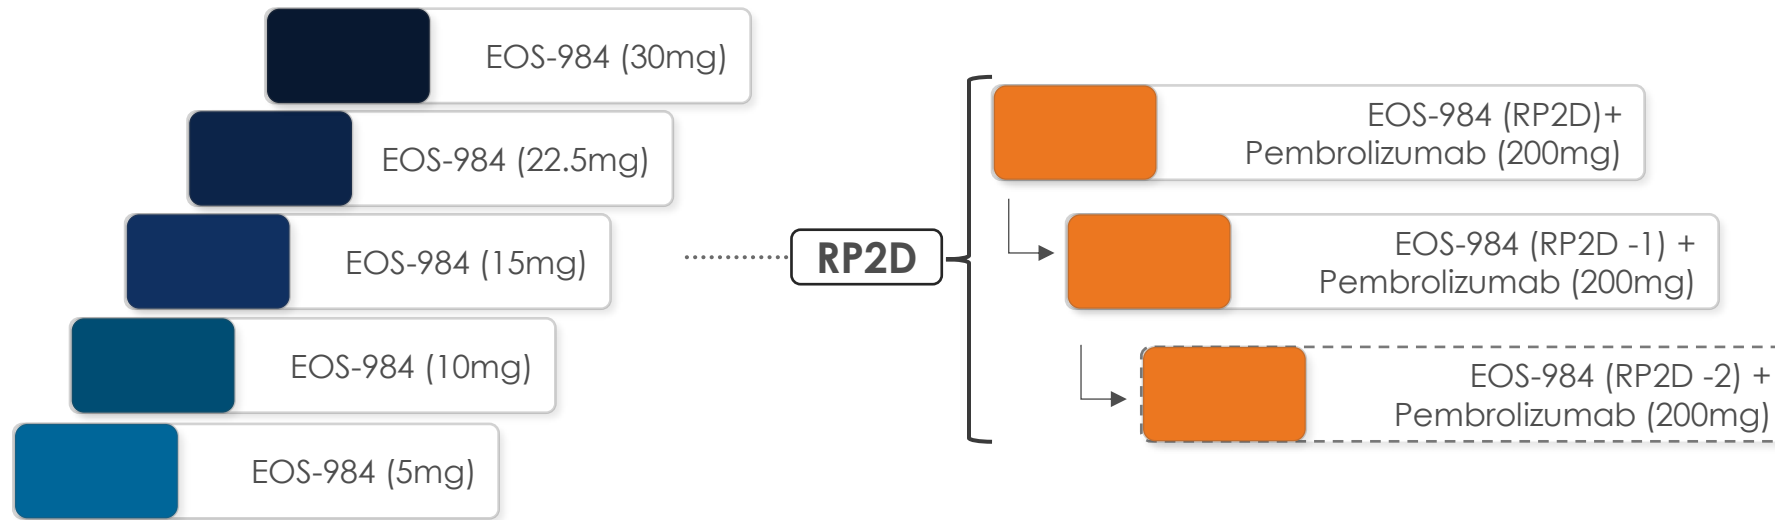 EOS-984 (30mg)
EOS-984 (22.5mg)
EOS-984 (15mg)
EOS-984 (10mg)
EOS-984 (5mg)
RP2D
EOS-984 (RP2D)+
Pembrolizumab (200mg)
EOS-984 (RP2D -1) +
Pembrolizumab (200mg)
EOS-984 (RP2D -2) +
Pembrolizumab (200mg)